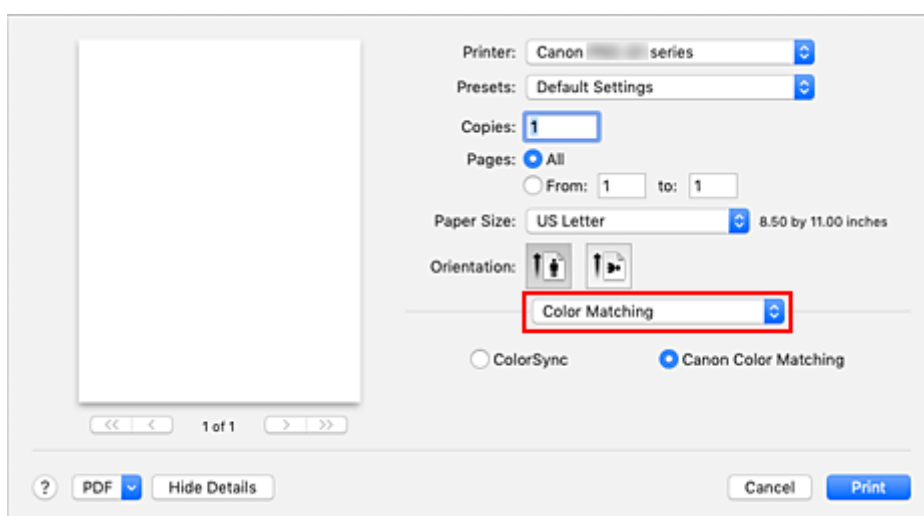 Printer: Canon series
Presets: Default Settings
Copies: 1
Pages: All
From: 1 to: 1
Paper Size: US Letter 8.50 by 11.00 inches
Orientation:
Color Matching
ColorSync Canon Color Matching
1 of 1
? PDF Hide Details Cancel Print